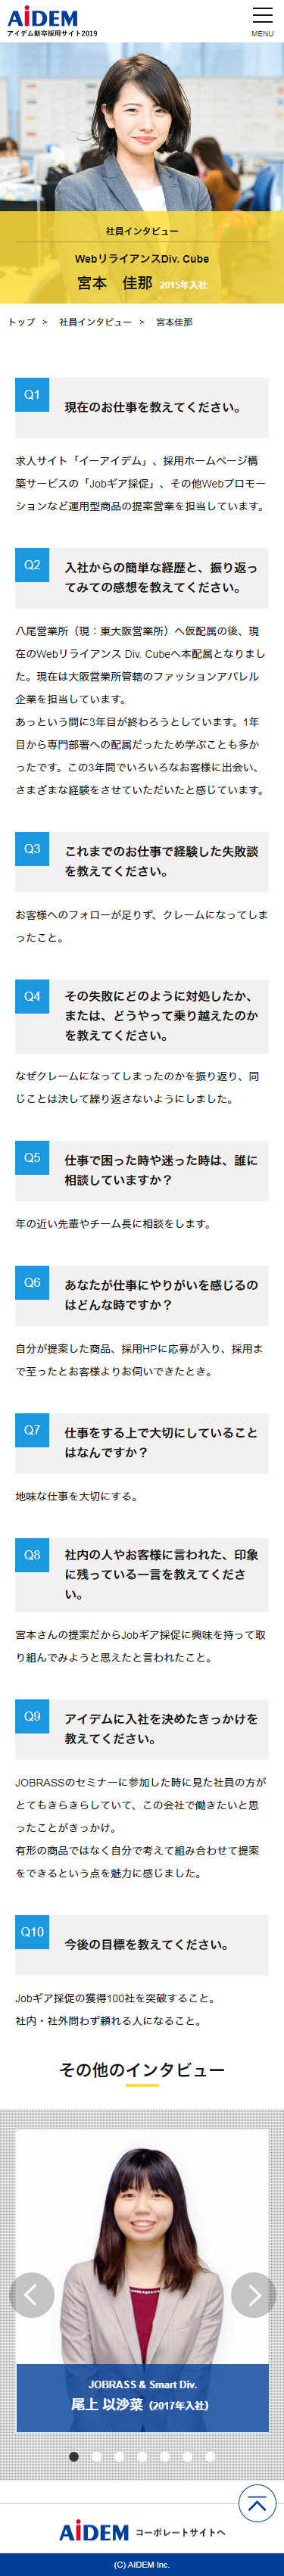 AiDEM
アイデム新卒採用サイト2019
MENU
社員インタビュー
WebリライアンスDiv. Cube
宮本　佳那 2015年入社
トップ > 社員インタビュー > 宮本佳那
Q1
現在のお仕事を教えてください。
求人サイト「イーアイデム」、採用ホームページ構
築サービスの「Jobギア採促」、その他Webプロモー
ションなど運用型商品の提案営業を担当しています。
Q2
入社からの簡単な経歴と、振り返っ
てみての感想を教えてください。
八尾営業所（現：東大阪営業所）へ仮配属の後、現
在のWebリライアンス Div. Cubeへ本配属となりまし
た。現在は大阪営業所管轄のファッションアパレル
企業を担当しています。
あっという間に3年目が終わろうとしています。1年
目から専門部署への配属だったため学ぶことも多か
ったです。この3年間でいろいろなお客様に出会い、
さまざまな経験をさせていただいたと感じています。
Q3
これまでのお仕事で経験した失敗談
を教えてください。
お客様へのフォローが足りず、クレームになってしま
ったこと。
Q4
その失敗にどのように対処したか、
または、どうやって乗り越えたのか
を教えてください。
なぜクレームになってしまったのかを振り返り、同
じことは決して繰り返さないようにしました。
Q5
仕事で困った時や迷った時は、誰に
相談していますか？
年の近い先輩やチーム長に相談をします。
Q6
あなたが仕事にやりがいを感じるの
はどんな時ですか？
自分が提案した商品、採用HPに応募が入り、採用ま
で至ったとお客様よりお伺いできたとき。
Q7
仕事をする上で大切にしていること
はなんですか？
地味な仕事を大切にする。
Q8
社内の人やお客様に言われた、印象
に残っている一言を教えてくださ
い。
宮本さんの提案だからJobギア採促に興味を持って取
り組んでみようと思えたと言われたこと。
Q9
アイデムに入社を決めたきっかけを
教えてください。
JOBRASSのセミナーに参加した時に見た社員の方が
とてもきらきらしていて、この会社で働きたいと思
ったことがきっかけ。
有形の商品ではなく自分で考えて組み合わせて提案
をできるという点を魅力に感じました。
Q10
今後の目標を教えてください。
Jobギア採促の獲得100社を突破すること。
社内・社外問わず頼れる人になること。
その他のインタビュー
JOBRASS & Smart Div.
尾上 以沙菜（2017年入社）
AiDEM コーポレートサイトへ
(C) AIDEM Inc.